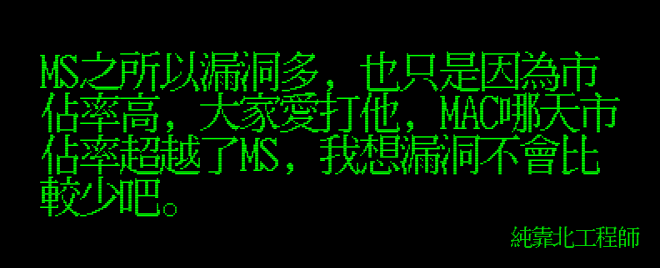 MS之所以漏洞多，也只是因為市
佔率高，大家愛打他，MAC哪天市
佔率超越了MS，我想漏洞不會比
較少吧。
純靠北工程師